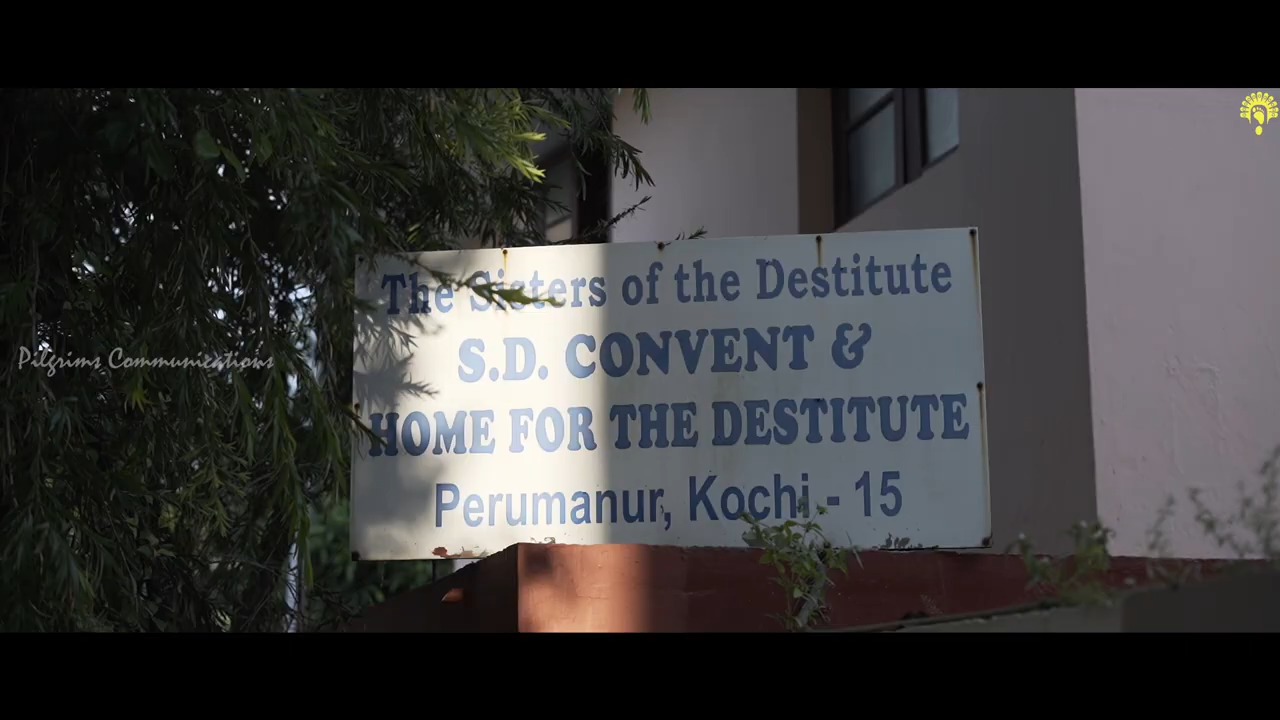 The Sisters of the Destitute
S.D. CONVENT &
HOME FOR THE DESTITUTE
Perumanur, Kochi - 15
Pilgrims Communications